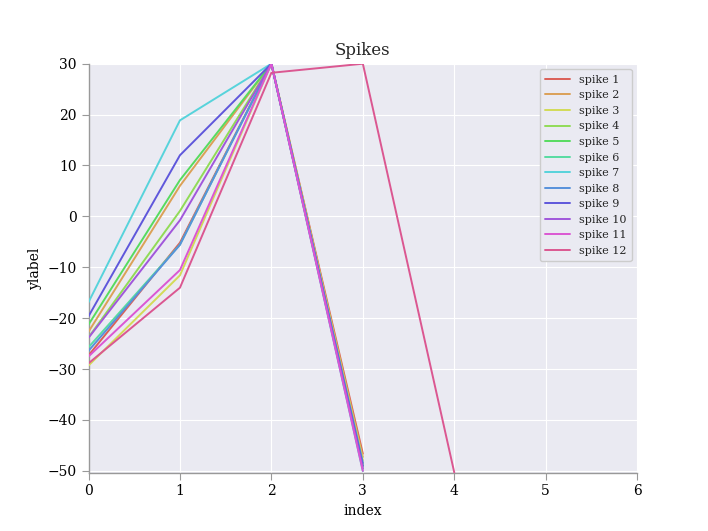 Spikes
30
20
10
0
−10
−20
−30
−40
−50
ylabel
0 1 2 3 4 5 6
index
spike 1
spike 2
spike 3
spike 4
spike 5
spike 6
spike 7
spike 8
spike 9
spike 10
spike 11
spike 12